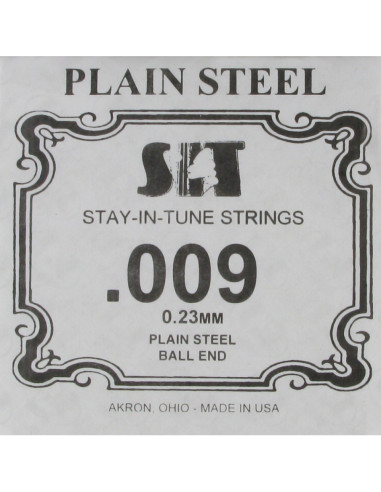 PLAIN STEEL
SIT
STAY-IN-TUNE STRINGS
.009
0.23MM
PLAIN STEEL
BALL END
AKRON, OHIO - MADE IN USA